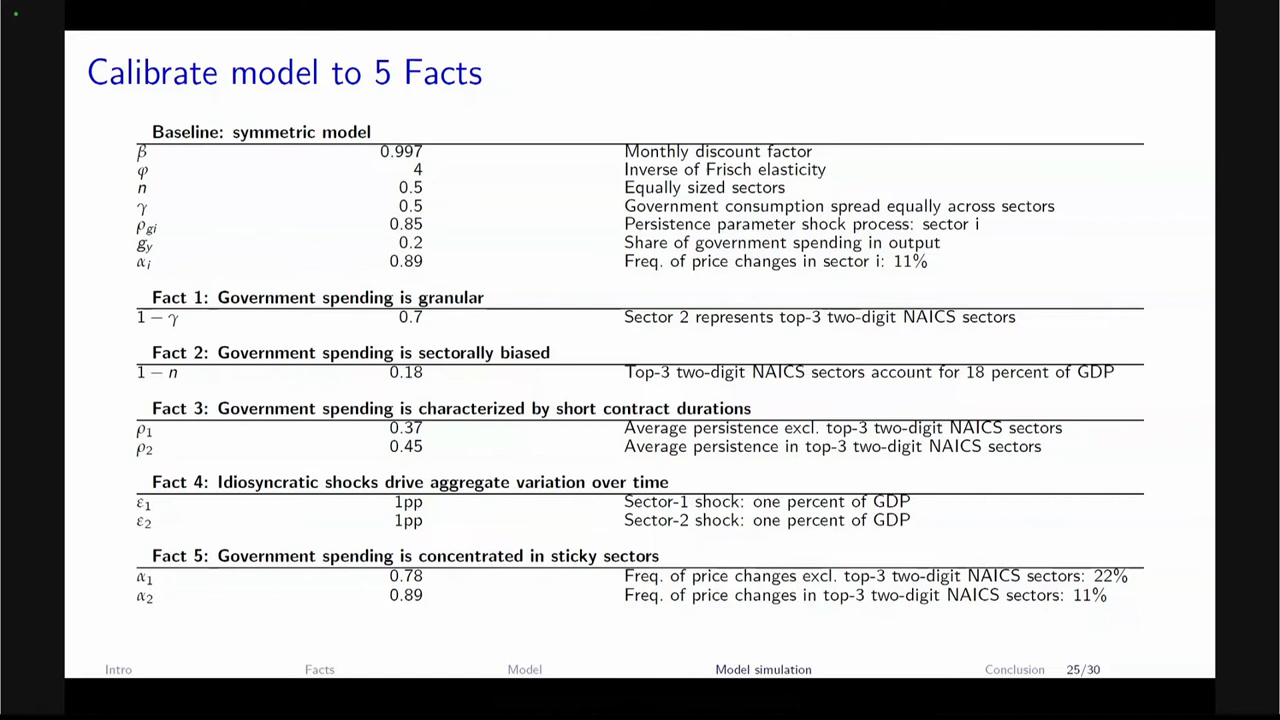 Calibrate model to 5 Facts
Baseline: symmetric model
β 0.997 Monthly discount factor
φ 4 Inverse of Frisch elasticity
n 0.5 Equally sized sectors
γ 0.5 Government consumption spread equally across sectors
ρgi 0.85 Persistence parameter shock process: sector i
gy 0.2 Share of government spending in output
αi 0.89 Freq. of price changes in sector i: 11%
Fact 1: Government spending is granular
1 − γ 0.7 Sector 2 represents top-3 two-digit NAICS sectors
Fact 2: Government spending is sectorally biased
1 − n 0.18 Top-3 two-digit NAICS sectors account for 18 percent of GDP
Fact 3: Government spending is characterized by short contract durations
ρ1 0.37 Average persistence excl. top-3 two-digit NAICS sectors
ρ2 0.45 Average persistence in top-3 two-digit NAICS sectors
Fact 4: Idiosyncratic shocks drive aggregate variation over time
ε1 1pp Sector-1 shock: one percent of GDP
ε2 1pp Sector-2 shock: one percent of GDP
Fact 5: Government spending is concentrated in sticky sectors
α1 0.78 Freq. of price changes excl. top-3 two-digit NAICS sectors: 22%
α2 0.89 Freq. of price changes in top-3 two-digit NAICS sectors: 11%
Intro Facts Model Model simulation Conclusion 25/30